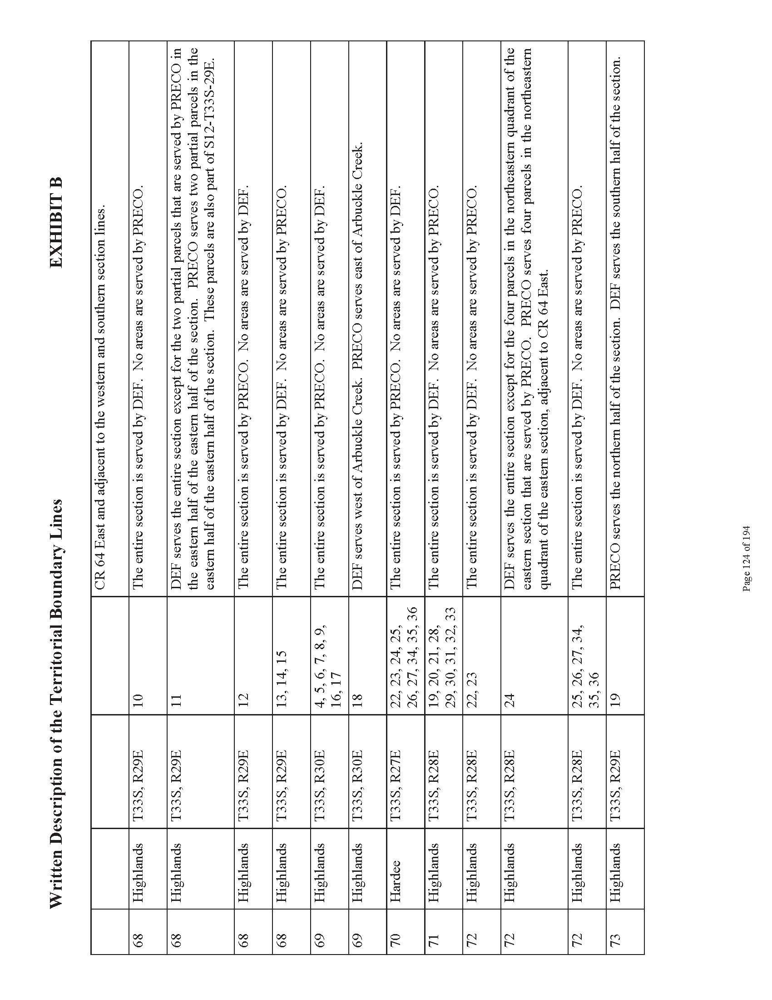 Written Description of the Territorial Boundary Lines EXHIBIT B
CR 64 East and adjacent to the western and southern section lines.
68 Highlands T33S, R29E 10 The entire section is served by DEF. No areas are served by PRECO.
68 Highlands T33S, R29E 11 DEF serves the entire section except for the two partial parcels that are served by PRECO in
the eastern half of the eastern half of the section. PRECO serves two partial parcels in the
eastern half of the eastern half of the section. These parcels are also part of S12-T33S-29E.
68 Highlands T33S, R29E 12 The entire section is served by PRECO. No areas are served by DEF.
68 Highlands T33S, R29E 13, 14, 15 The entire section is served by DEF. No areas are served by PRECO.
69 Highlands T33S, R30E 4, 5, 6, 7, 8, 9, The entire section is served by PRECO. No areas are served by DEF.
16, 17
69 Highlands T33S, R30E 18 DEF serves west of Arbuckle Creek. PRECO serves east of Arbuckle Creek.
70 Hardee T33S, R27E 22, 23, 24, 25, The entire section is served by PRECO. No areas are served by DEF.
26, 27, 34, 35, 36
71 Highlands T33S, R28E 19, 20, 21, 28, The entire section is served by DEF. No areas are served by PRECO.
29, 30, 31, 32, 33
72 Highlands T33S, R28E 22, 23 The entire section is served by DEF. No areas are served by PRECO.
72 Highlands T33S, R28E 24 DEF serves the entire section except for the four parcels in the northeastern quadrant of the
eastern section that are served by PRECO. PRECO serves four parcels in the northeastern
quadrant of the eastern section, adjacent to CR 64 East.
72 Highlands T33S, R28E 25, 26, 27, 34, The entire section is served by DEF. No areas are served by PRECO.
35, 36
73 Highlands T33S, R29E 19 PRECO serves the northern half of the section. DEF serves the southern half of the section.
Page 124 of 194